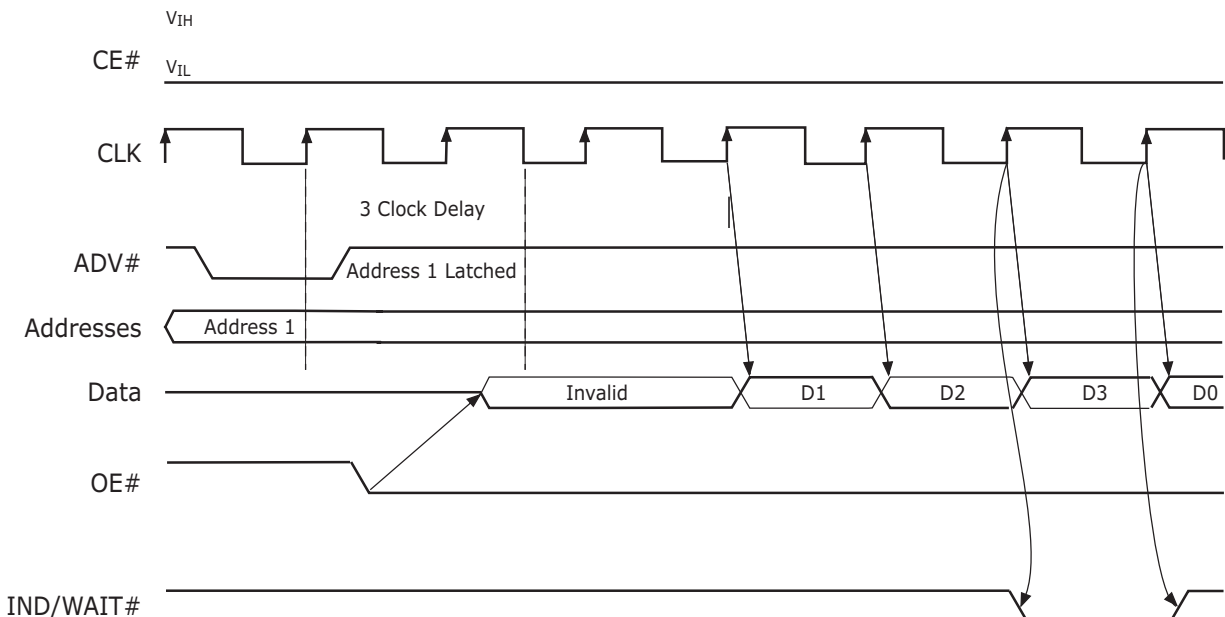 VIH
CE#
VIL
CLK
3 Clock Delay
ADV#
Address 1 Latched
Addresses
Address 1
Data
Invalid
D1
D2
D3
D0
OE#
IND/WAIT#